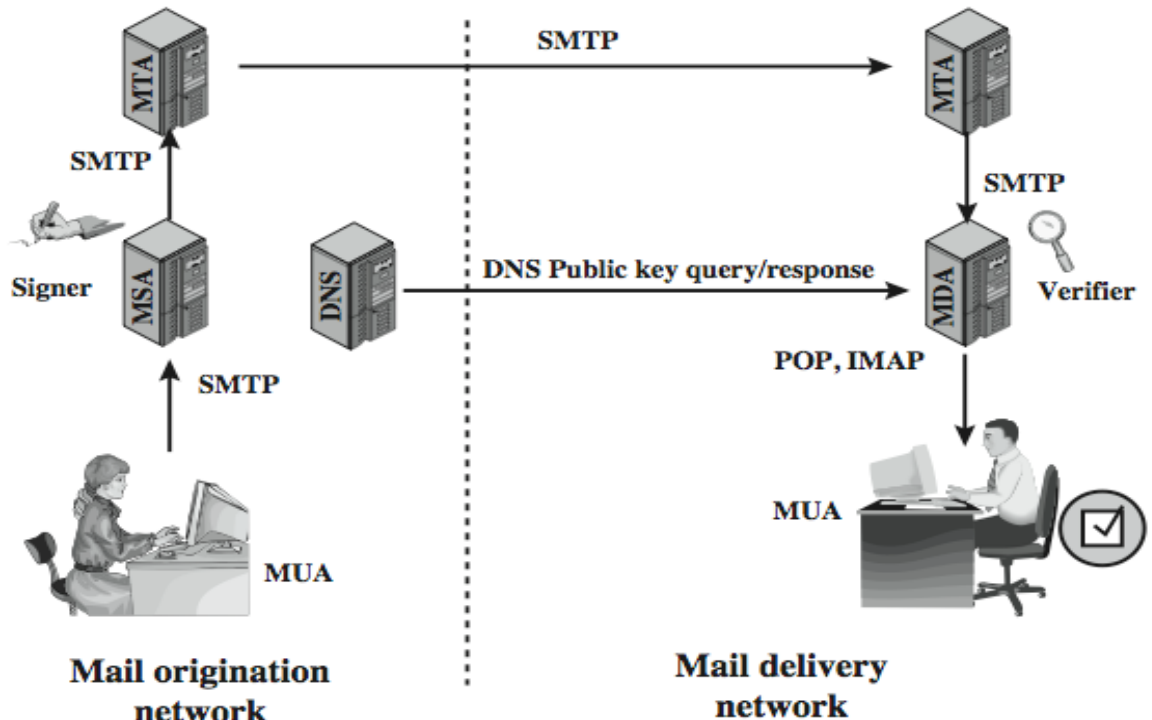 SMTP
MTA
MTA
SMTP
SMTP
Signer
MSA
DNS
DNS Public key query/response
MDA
Verifier
SMTP
POP, IMAP
MUA
MUA
Mail origination
network
Mail delivery
network